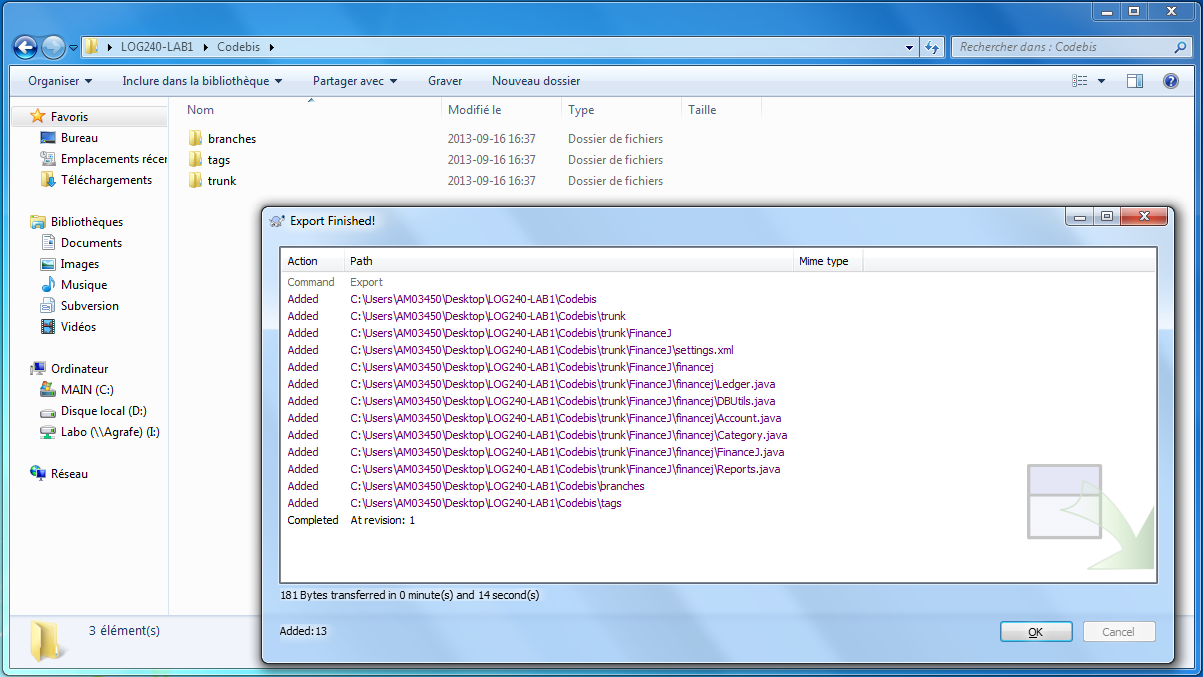 LOG240-LAB1 Codebis
Rechercher dans : Codebis
Organiser Inclure dans la bibliothèque Partager avec Graver Nouveau dossier
Favoris
Bureau
Emplacements récer
Téléchargements
Bibliothèques
Documents
Images
Musique
Subversion
Vidéos
Ordinateur
MAIN (C:)
Disque local (D:)
Labo (\\Agrafe) (I:)
Réseau
Nom Modifié le Type Taille
branches 2013-09-16 16:37 Dossier de fichiers
tags 2013-09-16 16:37 Dossier de fichiers
trunk 2013-09-16 16:37 Dossier de fichiers
Export Finished!
Action Path Mime type
Command Export
Added C:\Users\AM03450\Desktop\LOG240-LAB1\Codebis
Added C:\Users\AM03450\Desktop\LOG240-LAB1\Codebis\trunk
Added C:\Users\AM03450\Desktop\LOG240-LAB1\Codebis\trunk\FinanceJ
Added C:\Users\AM03450\Desktop\LOG240-LAB1\Codebis\trunk\FinanceJ\settings.xml
Added C:\Users\AM03450\Desktop\LOG240-LAB1\Codebis\trunk\FinanceJ\financej
Added C:\Users\AM03450\Desktop\LOG240-LAB1\Codebis\trunk\FinanceJ\financej\Ledger.java
Added C:\Users\AM03450\Desktop\LOG240-LAB1\Codebis\trunk\FinanceJ\financej\DBUtils.java
Added C:\Users\AM03450\Desktop\LOG240-LAB1\Codebis\trunk\FinanceJ\financej\Account.java
Added C:\Users\AM03450\Desktop\LOG240-LAB1\Codebis\trunk\FinanceJ\financej\Category.java
Added C:\Users\AM03450\Desktop\LOG240-LAB1\Codebis\trunk\FinanceJ\financej\FinanceJ.java
Added C:\Users\AM03450\Desktop\LOG240-LAB1\Codebis\trunk\FinanceJ\financej\Reports.java
Added C:\Users\AM03450\Desktop\LOG240-LAB1\Codebis\branches
Added C:\Users\AM03450\Desktop\LOG240-LAB1\Codebis\tags
Completed At revision: 1
181 Bytes transferred in 0 minute(s) and 14 second(s)
Added:13
OK Cancel
3 élément(s)